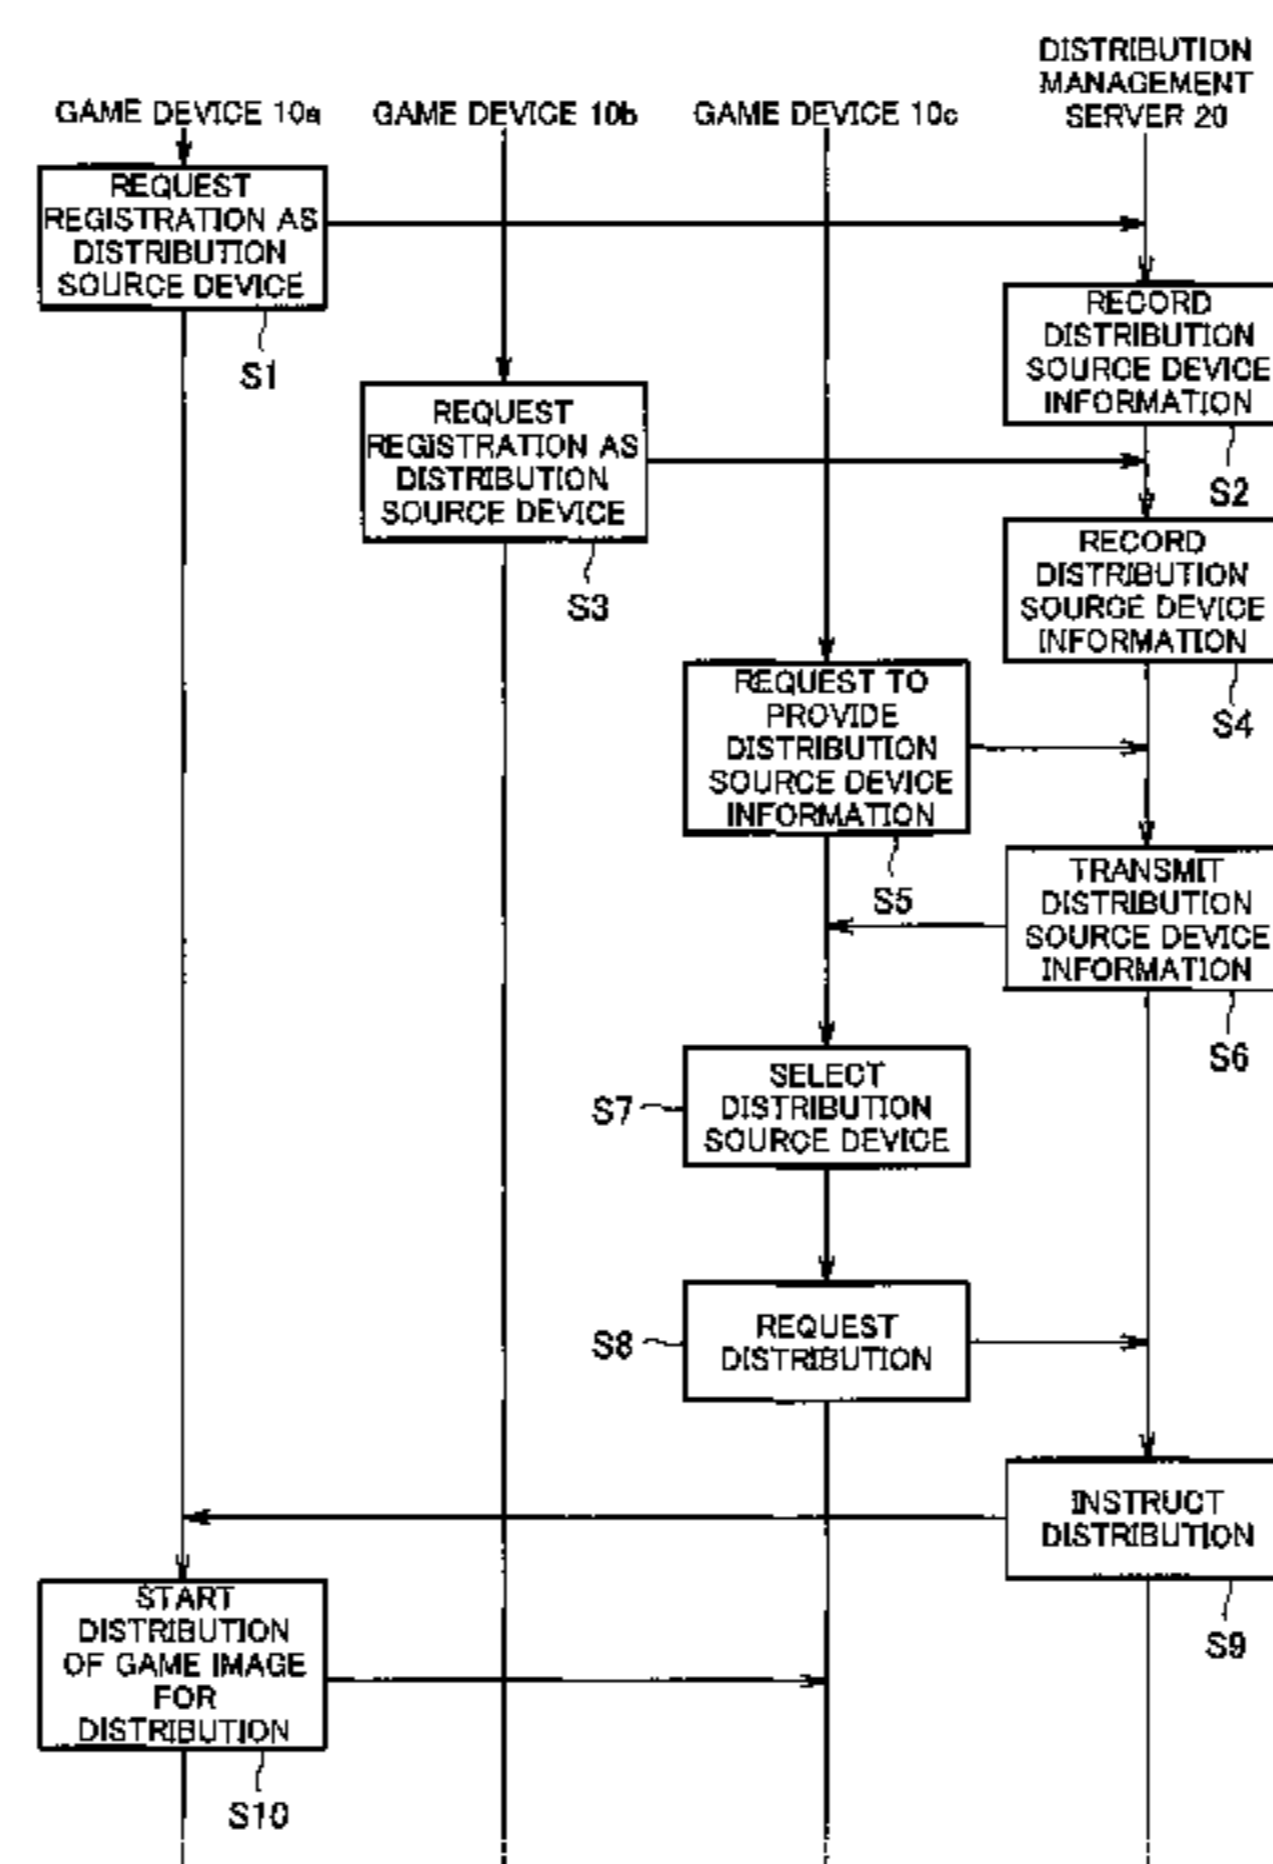 DISTRIBUTION
MANAGEMENT
SERVER 20
GAME DEVICE 10a
GAME DEVICE 10b
GAME DEVICE 10c
REQUEST
REGISTRATION AS
DISTRIBUTION
SOURCE DEVICE
S1
RECORD
DISTRIBUTION
SOURCE DEVICE
INFORMATION
S2
REQUEST
REGISTRATION AS
DISTRIBUTION
SOURCE DEVICE
S3
RECORD
DISTRIBUTION
SOURCE DEVICE
INFORMATION
S4
REQUEST TO
PROVIDE
DISTRIBUTION
SOURCE DEVICE
INFORMATION
S5
TRANSMIT
DISTRIBUTION
SOURCE DEVICE
INFORMATION
S6
S7
SELECT
DISTRIBUTION
SOURCE DEVICE
S8
REQUEST
DISTRIBUTION
INSTRUCT
DISTRIBUTION
S9
START
DISTRIBUTION
OF GAME IMAGE
FOR
DISTRIBUTION
S10